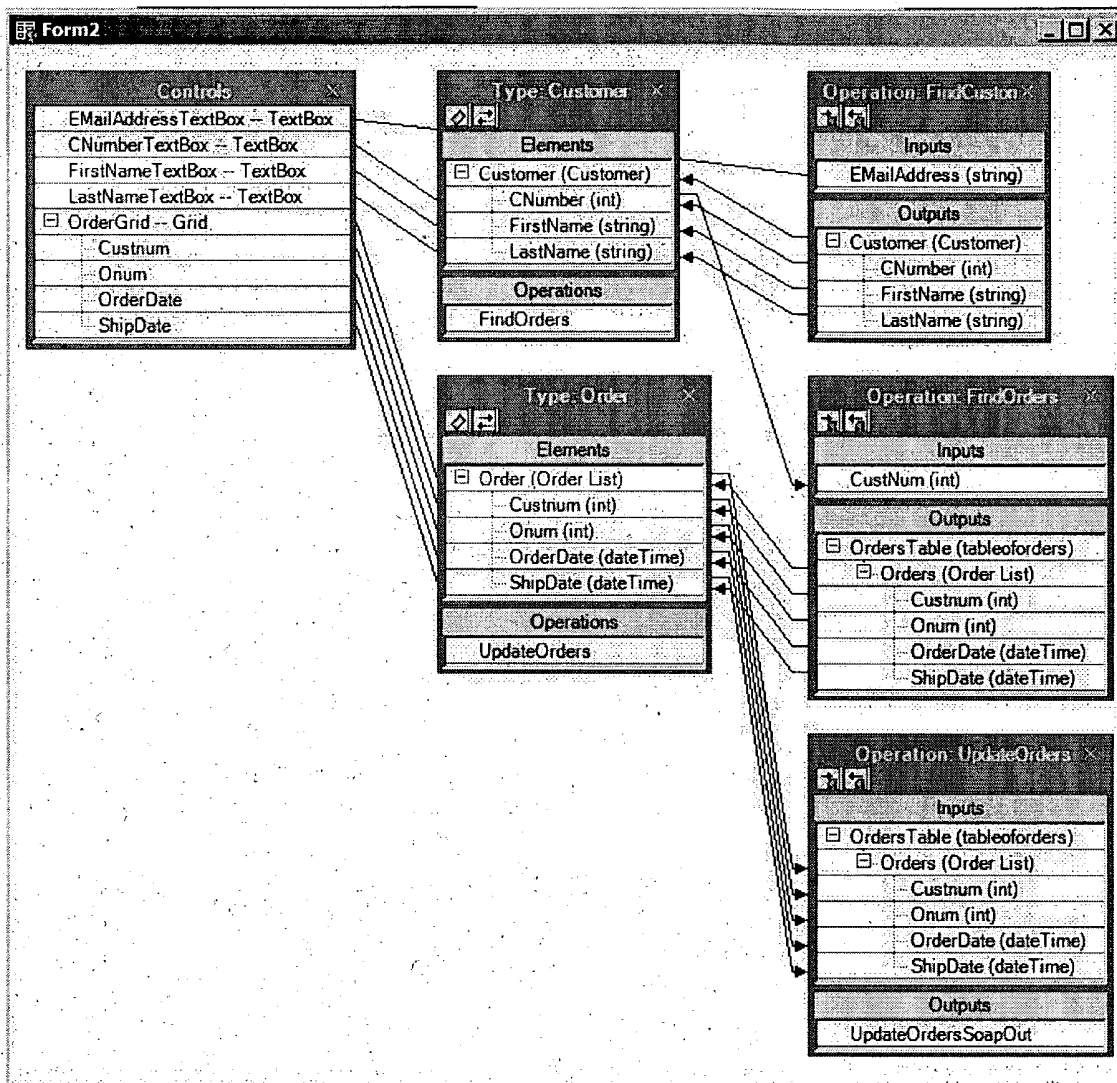 Form2
Controls
EMailAddressTextBox -- TextBox
CNumberTextBox -- TextBox
FirstNameTextBox -- TextBox
LastNameTextBox -- TextBox
OrderGrid -- Grid
Custnum
Onum
OrderDate
ShipDate
Type: Customer
Elements
Customer (Customer)
CNumber (int)
FirstName (string)
LastName (string)
Operations
FindOrders
Operation: FindCuston
Inputs
EMailAddress (string)
Outputs
Customer (Customer)
CNumber (int)
FirstName (string)
LastName (string)
Type: Order
Elements
Order (Order List)
Custnum (int)
Onum (int)
OrderDate (dateTime)
ShipDate (dateTime)
Operations
UpdateOrders
Operation: FindOrders
Inputs
CustNum (int)
Outputs
OrdersTable (tableoforders)
Orders (Order List)
Custnum (int)
Onum (int)
OrderDate (dateTime)
ShipDate (dateTime)
Operation: UpdateOrders
Inputs
OrdersTable (tableoforders)
Orders (Order List)
Custnum (int)
Onum (int)
OrderDate (dateTime)
ShipDate (dateTime)
Outputs
UpdateOrdersSoapOut